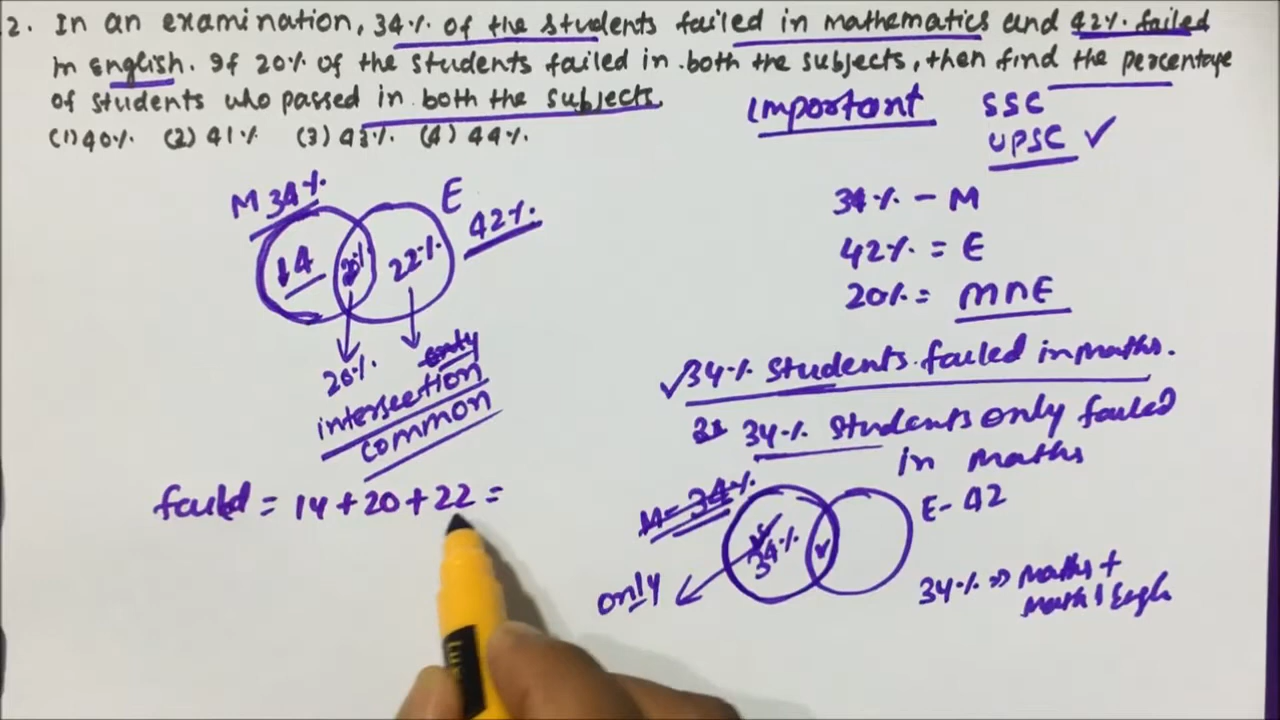 2. In an examination, 34% of the students failed in mathematics and 42% failed
in English. If 20% of the students failed in both the subjects, then find the percentage
of students who passed in both the subjects.
(1) 40% (2) 41% (3) 43% (4) 44%
Important SSC
UPSC ✓
M 34% E
42%
14 20% 22%
20% only
intersection
common
34% - M
42% = E
20% = M∩E
✓34% students failed in maths.
34% students only failed
in maths
failed = 14 + 20 + 22 =
M = 34%
E - 42
34%
only
34% => Maths +